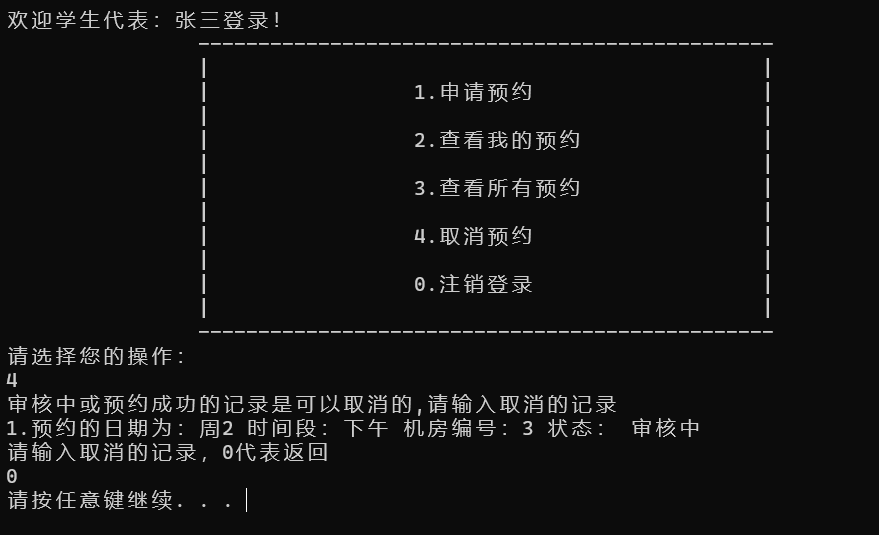 欢迎学生代表：张三登录!
------------------------------------------------
|                                              |
|                 1.申请预约                   |
|                                              |
|                 2.查看我的预约               |
|                                              |
|                 3.查看所有预约               |
|                                              |
|                 4.取消预约                   |
|                                              |
|                 0.注销登录                   |
|                                              |
------------------------------------------------
请选择您的操作：
4
审核中或预约成功的记录是可以取消的,请输入取消的记录
1.预约的日期为：周2 时间段：下午 机房编号：3 状态： 审核中
请输入取消的记录，0代表返回
0
请按任意键继续. . .